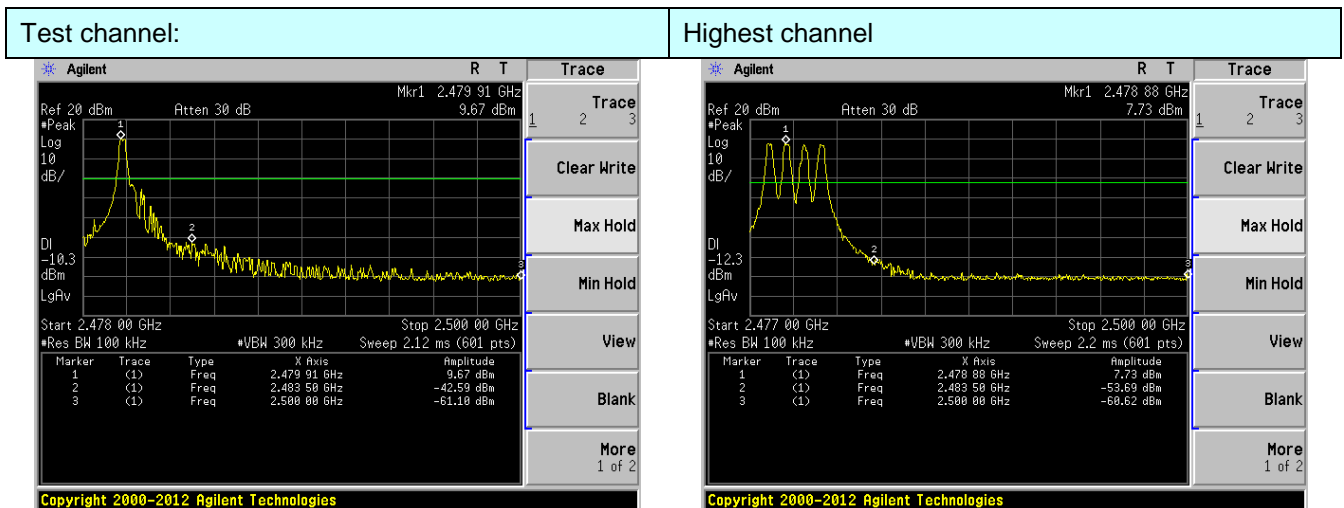 Test channel:
Highest channel
Agilent R T Trace
Mkr1 2.479 91 GHz
Ref 20 dBm Atten 30 dB 9.67 dBm
#Peak
Log
10
dB/
DI
-10.3
dBm
LgAv
1
2
3
Start 2.478 00 GHz Stop 2.500 00 GHz
#Res BW 100 kHz #VBW 300 kHz Sweep 2.12 ms (601 pts)
Marker Trace Type X Axis Amplitude
1 (1) Freq 2.479 91 GHz 9.67 dBm
2 (1) Freq 2.483 50 GHz -42.59 dBm
3 (1) Freq 2.500 00 GHz -61.10 dBm
Trace
1 2 3
Clear Write
Max Hold
Min Hold
View
Blank
More
1 of 2
Copyright 2000-2012 Agilent Technologies
Agilent R T Trace
Mkr1 2.478 88 GHz
Ref 20 dBm Atten 30 dB 7.73 dBm
#Peak
Log
10
dB/
DI
-12.3
dBm
LgAv
1
2
3
Start 2.477 00 GHz Stop 2.500 00 GHz
#Res BW 100 kHz #VBW 300 kHz Sweep 2.2 ms (601 pts)
Marker Trace Type X Axis Amplitude
1 (1) Freq 2.478 88 GHz 7.73 dBm
2 (1) Freq 2.483 50 GHz -53.69 dBm
3 (1) Freq 2.500 00 GHz -60.62 dBm
Trace
1 2 3
Clear Write
Max Hold
Min Hold
View
Blank
More
1 of 2
Copyright 2000-2012 Agilent Technologies